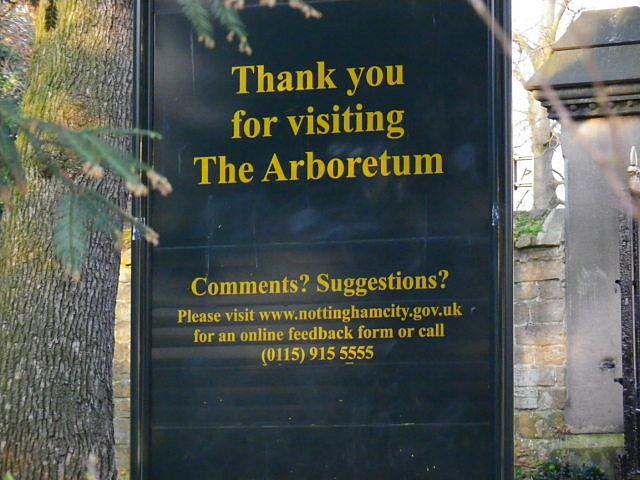 Thank you
for visiting
The Arboretum
Comments? Suggestions?
Please visit www.nottinghamcity.gov.uk
for an online feedback form or call
(0115) 915 5555